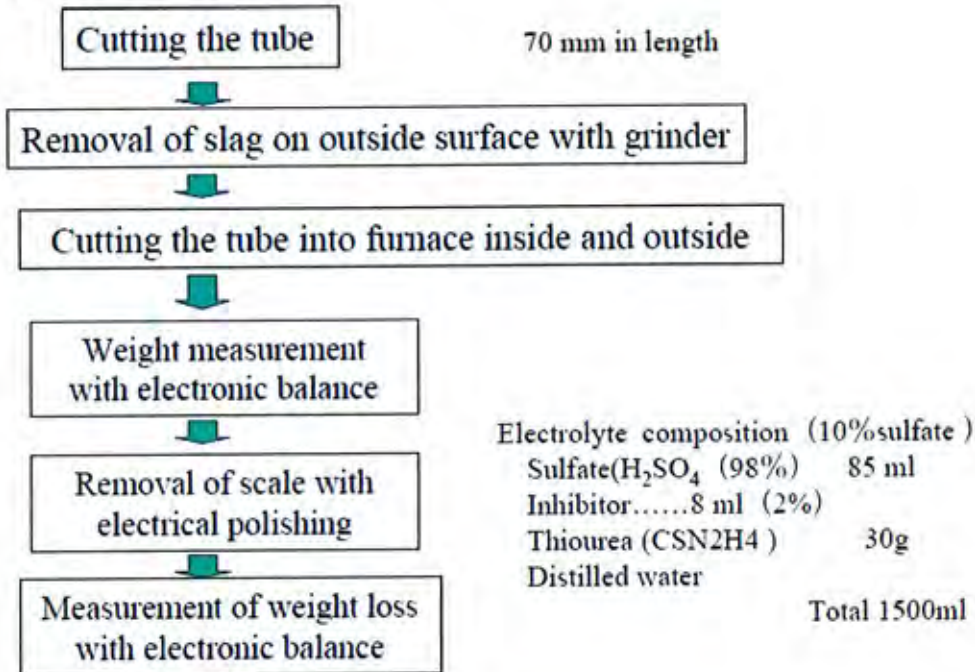 Cutting the tube
70 mm in length
Removal of slag on outside surface with grinder
Cutting the tube into furnace inside and outside
Weight measurement
with electronic balance
Removal of scale with
electrical polishing
Measurement of weight loss
with electronic balance
Electrolyte composition (10%sulfate )
Sulfate(H₂SO₄ (98%) 85 ml
Inhibitor......8 ml (2%)
Thiourea (CSN2H4 ) 30g
Distilled water
Total 1500ml